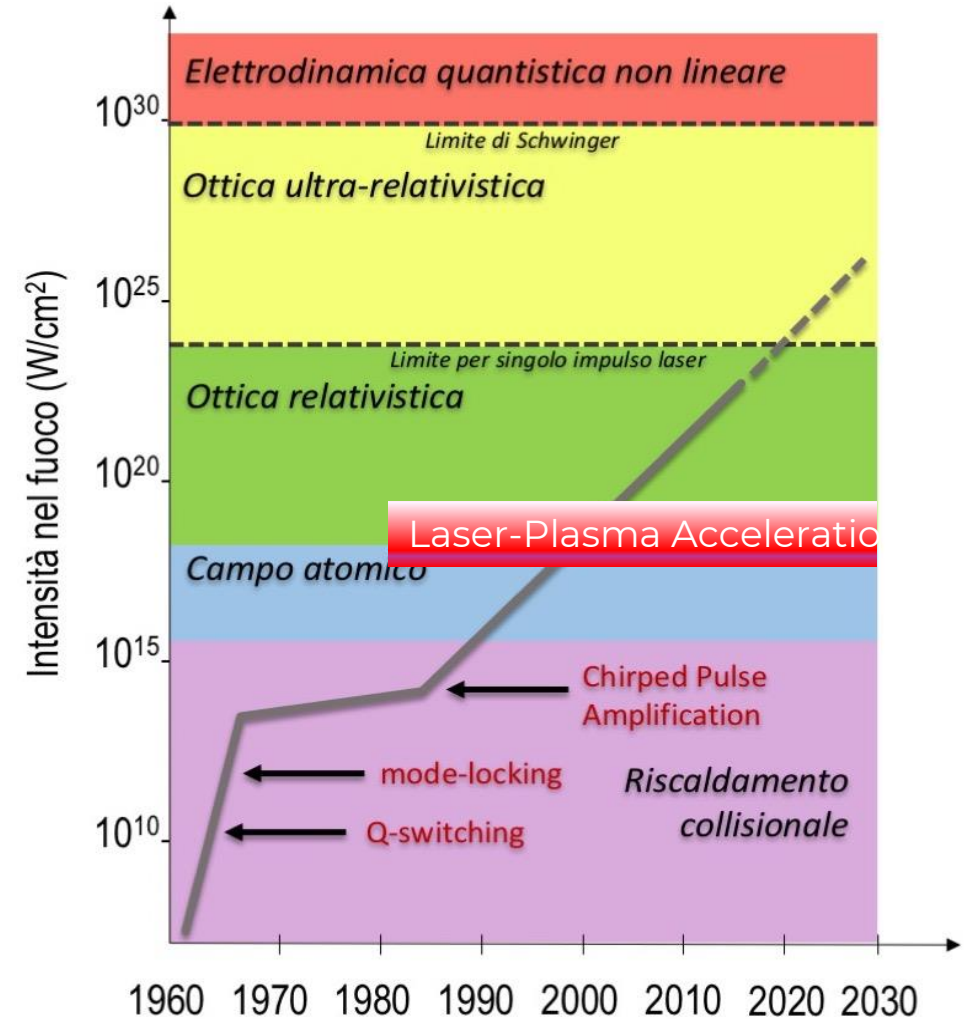 Elettrodinamica quantistica non lineare
10³⁰
Limite di Schwinger
Ottica ultra-relativistica
10²⁵
Limite per singolo impulso laser
Ottica relativistica
10²⁰
Laser-Plasma Acceleratio
Campo atomico
10¹⁵
Chirped Pulse
Amplification
mode-locking
Riscaldamento
collisionale
Q-switching
10¹⁰
Intensità nel fuoco (W/cm²)
1960 1970 1980 1990 2000 2010 2020 2030